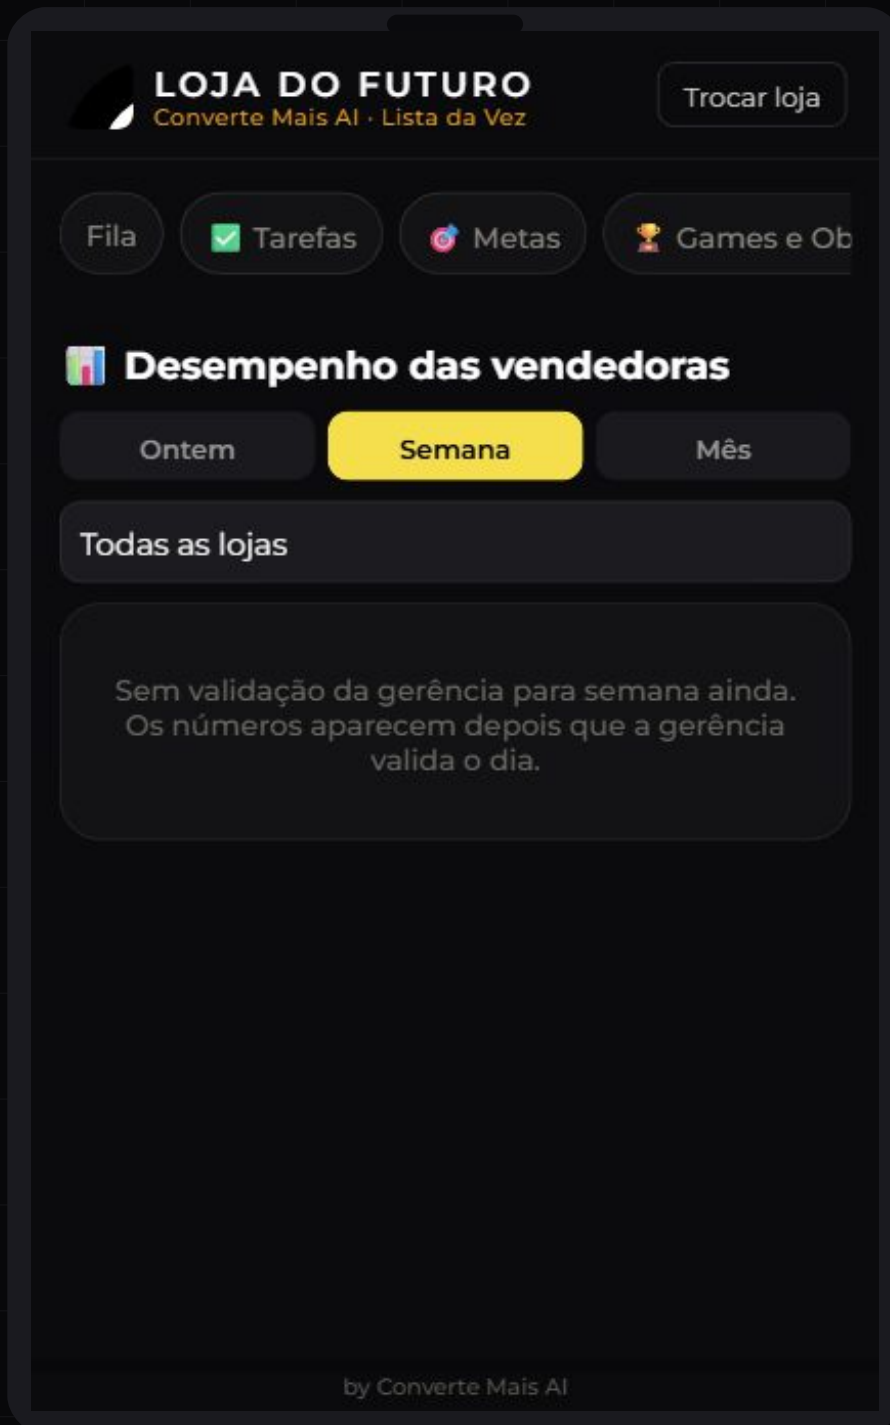 LOJA DO FUTURO
Converte Mais AI · Lista da Vez
Trocar loja
Fila
✅ Tarefas
🎯 Metas
🏆 Games e Ob
📊 Desempenho das vendedoras
Ontem
Semana
Mês
Todas as lojas
Sem validação da gerência para semana ainda.
Os números aparecem depois que a gerência
valida o dia.
by Converte Mais AI